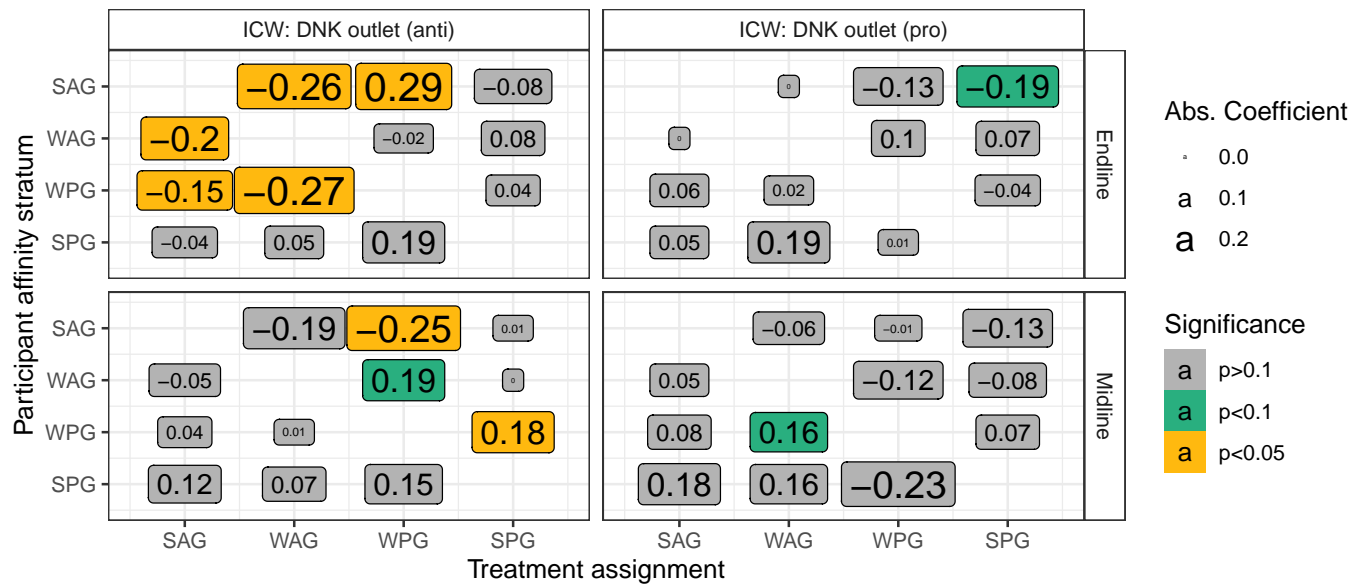 ICW: DNK outlet (anti) ICW: DNK outlet (pro)
SAG −0.26 0.29 −0.08 0 −0.13 −0.19
WAG −0.2 −0.02 0.08 0 0.1 0.07
WPG −0.15 −0.27 0.04 0.06 0.02 −0.04
SPG −0.04 0.05 0.19 0.05 0.19 0.01
Endline
SAG −0.19 −0.25 0.01 −0.06 −0.01 −0.13
WAG −0.05 0.19 0 0.05 −0.12 −0.08
WPG 0.04 0.01 0.18 0.08 0.16 0.07
SPG 0.12 0.07 0.15 0.18 0.16 −0.23
Midline
SAG WAG WPG SPG SAG WAG WPG SPG
Treatment assignment
Participant affinity stratum
Abs. Coefficient
a 0.0
a 0.1
a 0.2
Significance
a p>0.1
a p<0.1
a p<0.05